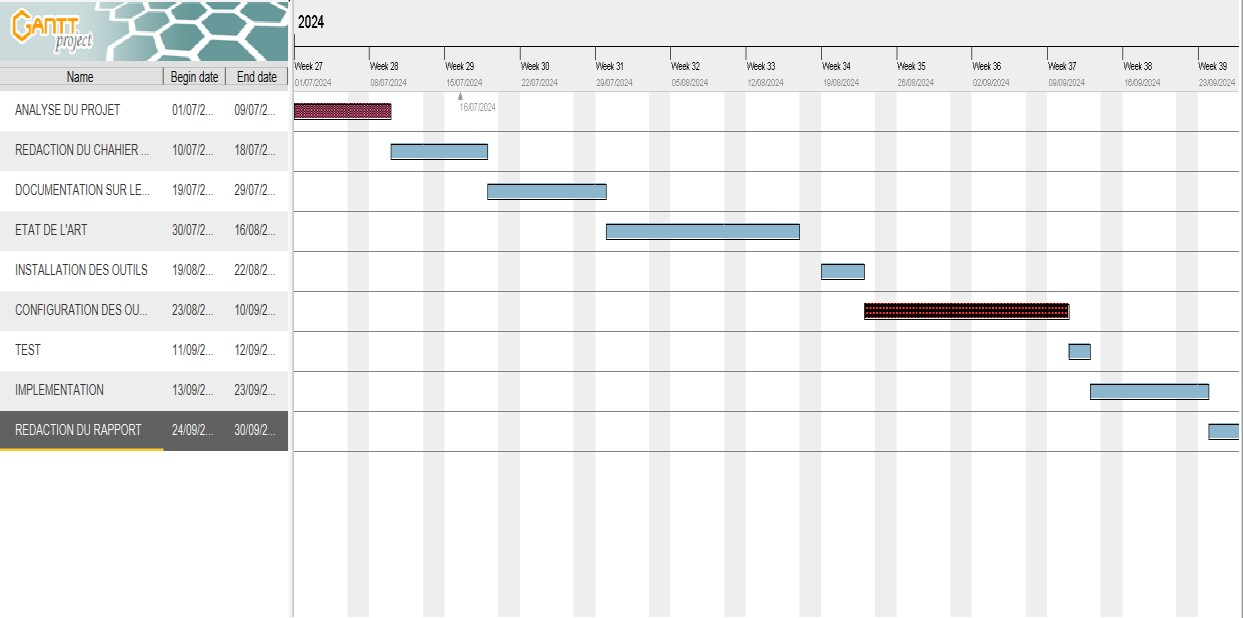 GANTT
project
2024
Name Begin date End date
Week 27 Week 28 Week 29 Week 30 Week 31 Week 32 Week 33 Week 34 Week 35 Week 36 Week 37 Week 38 Week 39
01/07/2024 08/07/2024 15/07/2024 22/07/2024 29/07/2024 05/08/2024 12/08/2024 19/08/2024 26/08/2024 02/09/2024 09/09/2024 16/09/2024 23/09/2024
16/07/2024
ANALYSE DU PROJET 01/07/2... 09/07/2...
REDACTION DU CHAHIER ... 10/07/2... 18/07/2...
DOCUMENTATION SUR LE... 19/07/2... 29/07/2...
ETAT DE L'ART 30/07/2... 16/08/2...
INSTALLATION DES OUTILS 19/08/2... 22/08/2...
CONFIGURATION DES OU... 23/08/2... 10/09/2...
TEST 11/09/2... 12/09/2...
IMPLEMENTATION 13/09/2... 23/09/2...
REDACTION DU RAPPORT 24/09/2... 30/09/2...